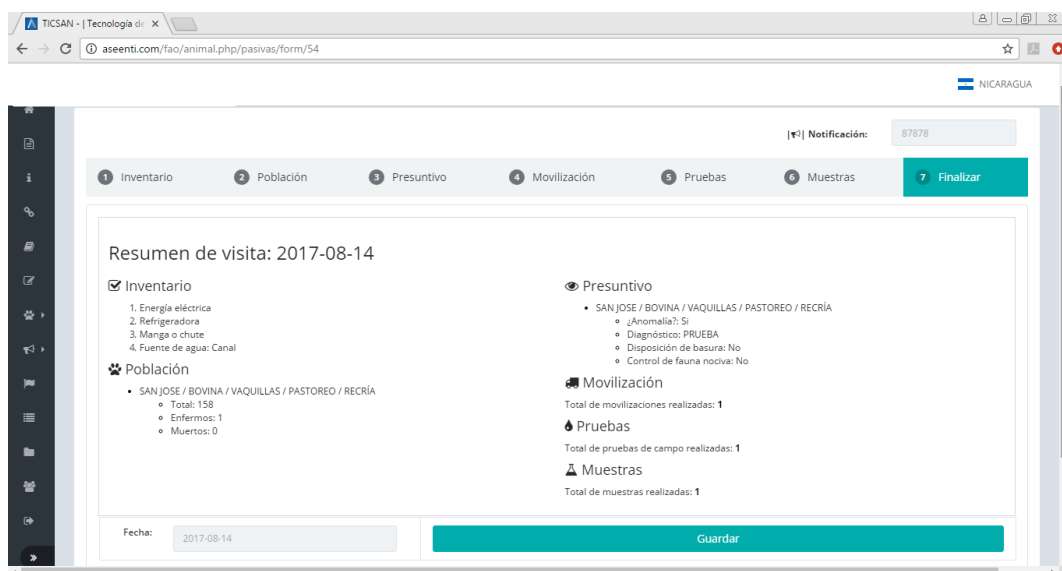 TICSAN - | Tecnología de
aseenti.com/fao/animal.php/pasivas/form/54
NICARAGUA
|📢| Notificación: 87878
1 Inventario 2 Población 3 Presuntivo 4 Movilización 5 Pruebas 6 Muestras 7 Finalizar
Resumen de visita: 2017-08-14
Inventario
1. Energía eléctrica
2. Refrigeradora
3. Manga o chute
4. Fuente de agua: Canal
Población
• SAN JOSE / BOVINA / VAQUILLAS / PASTOREO / RECRÍA
Total: 158
Enfermos: 1
Muertos: 0
Presuntivo
• SAN JOSE / BOVINA / VAQUILLAS / PASTOREO / RECRÍA
¿Anomalía?: Si
Diagnóstico: PRUEBA
Disposición de basura: No
Control de fauna nociva: No
Movilización
Total de movilizaciones realizadas: 1
Pruebas
Total de pruebas de campo realizadas: 1
Muestras
Total de muestras realizadas: 1
Fecha: 2017-08-14
Guardar